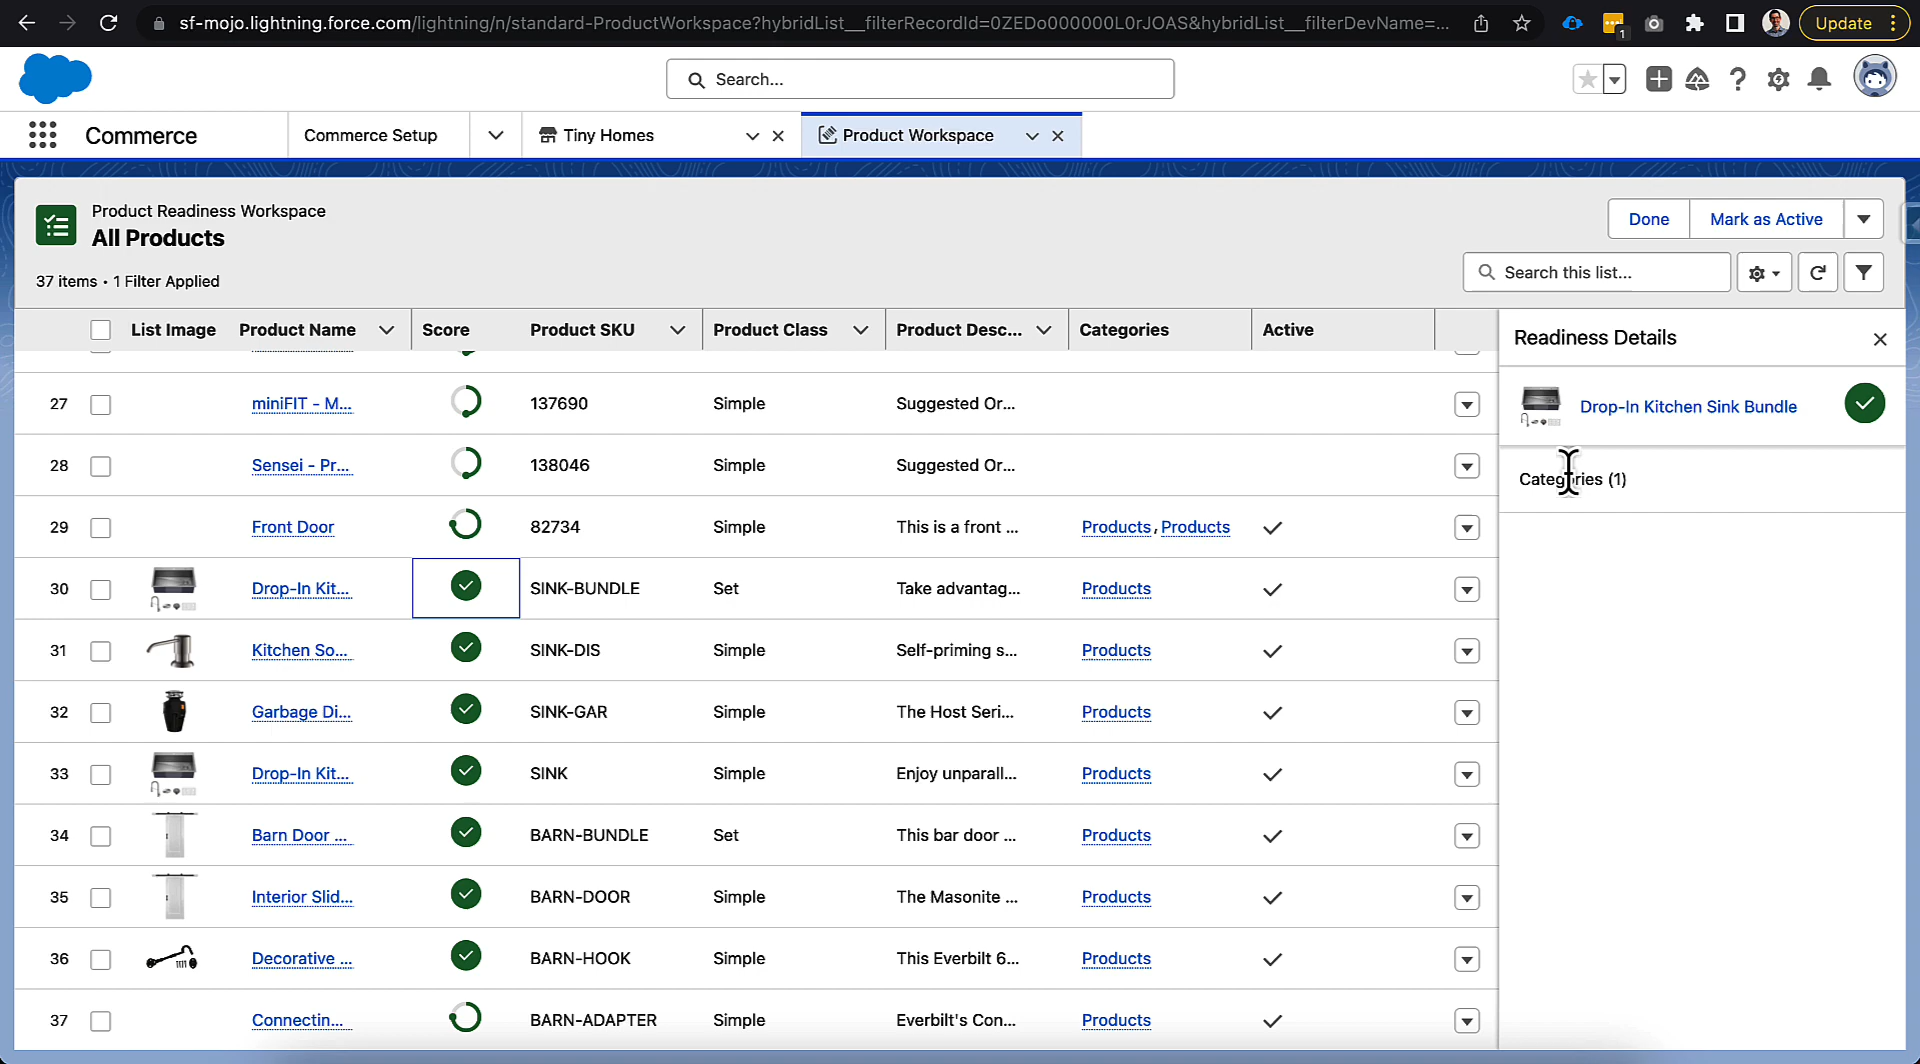 sf-mojo.lightning.force.com/lightning/n/standard-ProductWorkspace?hybridList__filterRecordId=0ZEDo000000L0rJOAS&hybridList__filterDevName=...
1
Update
Search...
Commerce
Commerce Setup
Tiny Homes
Product Workspace
Product Readiness Workspace
All Products
Done
Mark as Active
37 items • 1 Filter Applied
Search this list...
List Image Product Name Score Product SKU Product Class Product Desc... Categories Active
27 miniFIT - M... 137690 Simple Suggested Or...
28 Sensei - Pr... 138046 Simple Suggested Or...
29 Front Door 82734 Simple This is a front ... Products, Products
30 Drop-In Kit... SINK-BUNDLE Set Take advantag... Products
31 Kitchen So... SINK-DIS Simple Self-priming s... Products
32 Garbage Di... SINK-GAR Simple The Host Seri... Products
33 Drop-In Kit... SINK Simple Enjoy unparall... Products
34 Barn Door ... BARN-BUNDLE Set This bar door ... Products
35 Interior Slid... BARN-DOOR Simple The Masonite ... Products
36 Decorative ... BARN-HOOK Simple This Everbilt 6... Products
37 Connectin... BARN-ADAPTER Simple Everbilt's Con... Products
Readiness Details
Drop-In Kitchen Sink Bundle
Categories (1)